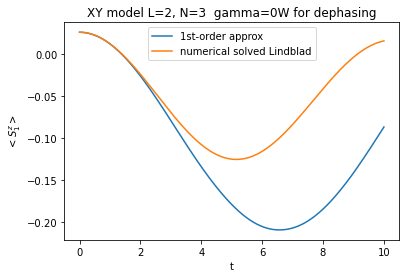 XY model L=2, N=3 gamma=0W for dephasing
1st-order approx
numerical solved Lindblad
0.00
−0.05
−0.10
−0.15
−0.20
< S₁ᶻ >
0 2 4 6 8 10
t